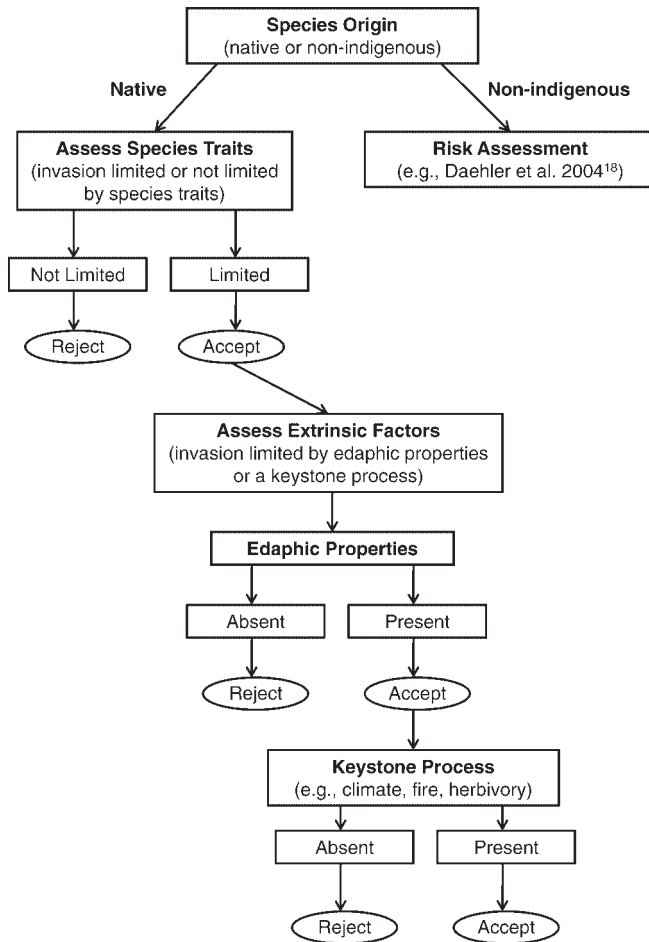 Species Origin
(native or non-indigenous)
Native
Non-indigenous
Assess Species Traits
(invasion limited or not limited
by species traits)
Risk Assessment
(e.g., Daehler et al. 2004¹⁸)
Not Limited
Limited
Reject
Accept
Assess Extrinsic Factors
(invasion limited by edaphic properties
or a keystone process)
Edaphic Properties
Absent
Present
Reject
Accept
Keystone Process
(e.g., climate, fire, herbivory)
Absent
Present
Reject
Accept